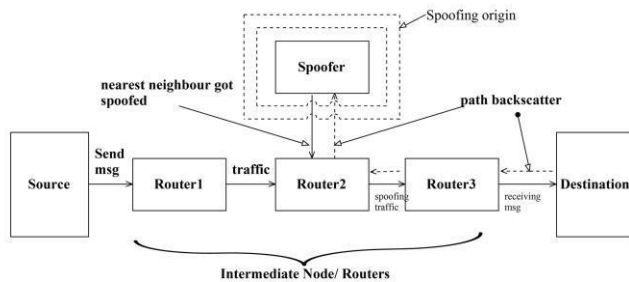 Spoofing origin
Spoofer
nearest neighbour got
spoofed
path backscatter
Send
msg
traffic
Source
Router1
Router2
Router3
Destination
spoofing
traffic
receiving
msg
Intermediate Node/ Routers